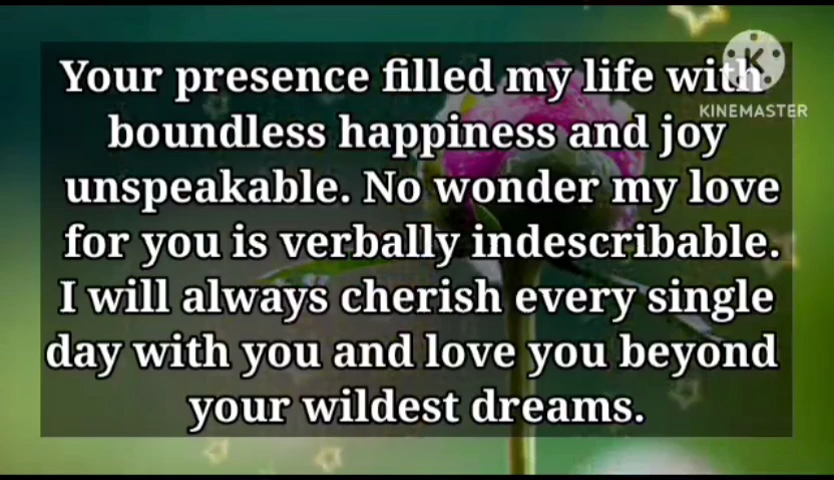 Your presence filled my life with
boundless happiness and joy
unspeakable. No wonder my love
for you is verbally indescribable.
I will always cherish every single
day with you and love you beyond
your wildest dreams.
K
KINEMASTER